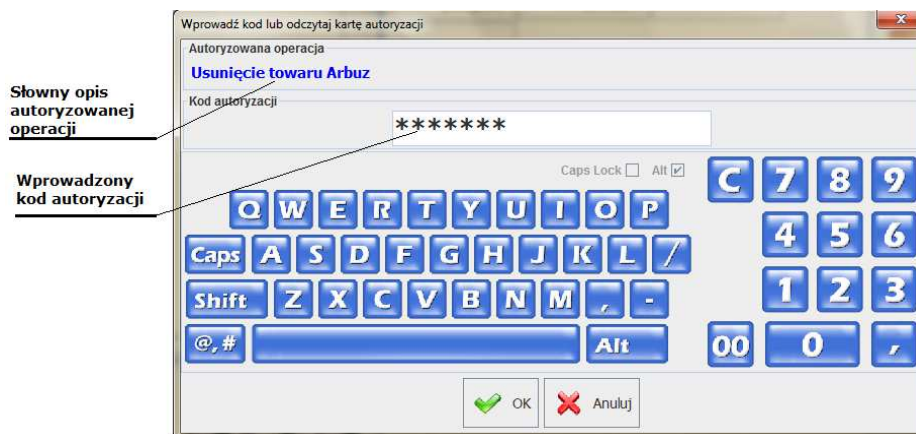 Wprowadź kod lub odczytaj kartę autoryzacji
x
Autoryzowana operacja
Usunięcie towaru Arbuz
Słowny opis
autoryzowanej
operacji
Kod autoryzacji
*******
Wprowadzony
kod autoryzacji
Caps Lock Alt
C 7 8 9
Q W E R T Y U I O P
4 5 6
Caps A S D F G H J K L /
1 2 3
Shift Z X C V B N M , -
@,# Alt 00 0 ,
OK Anuluj